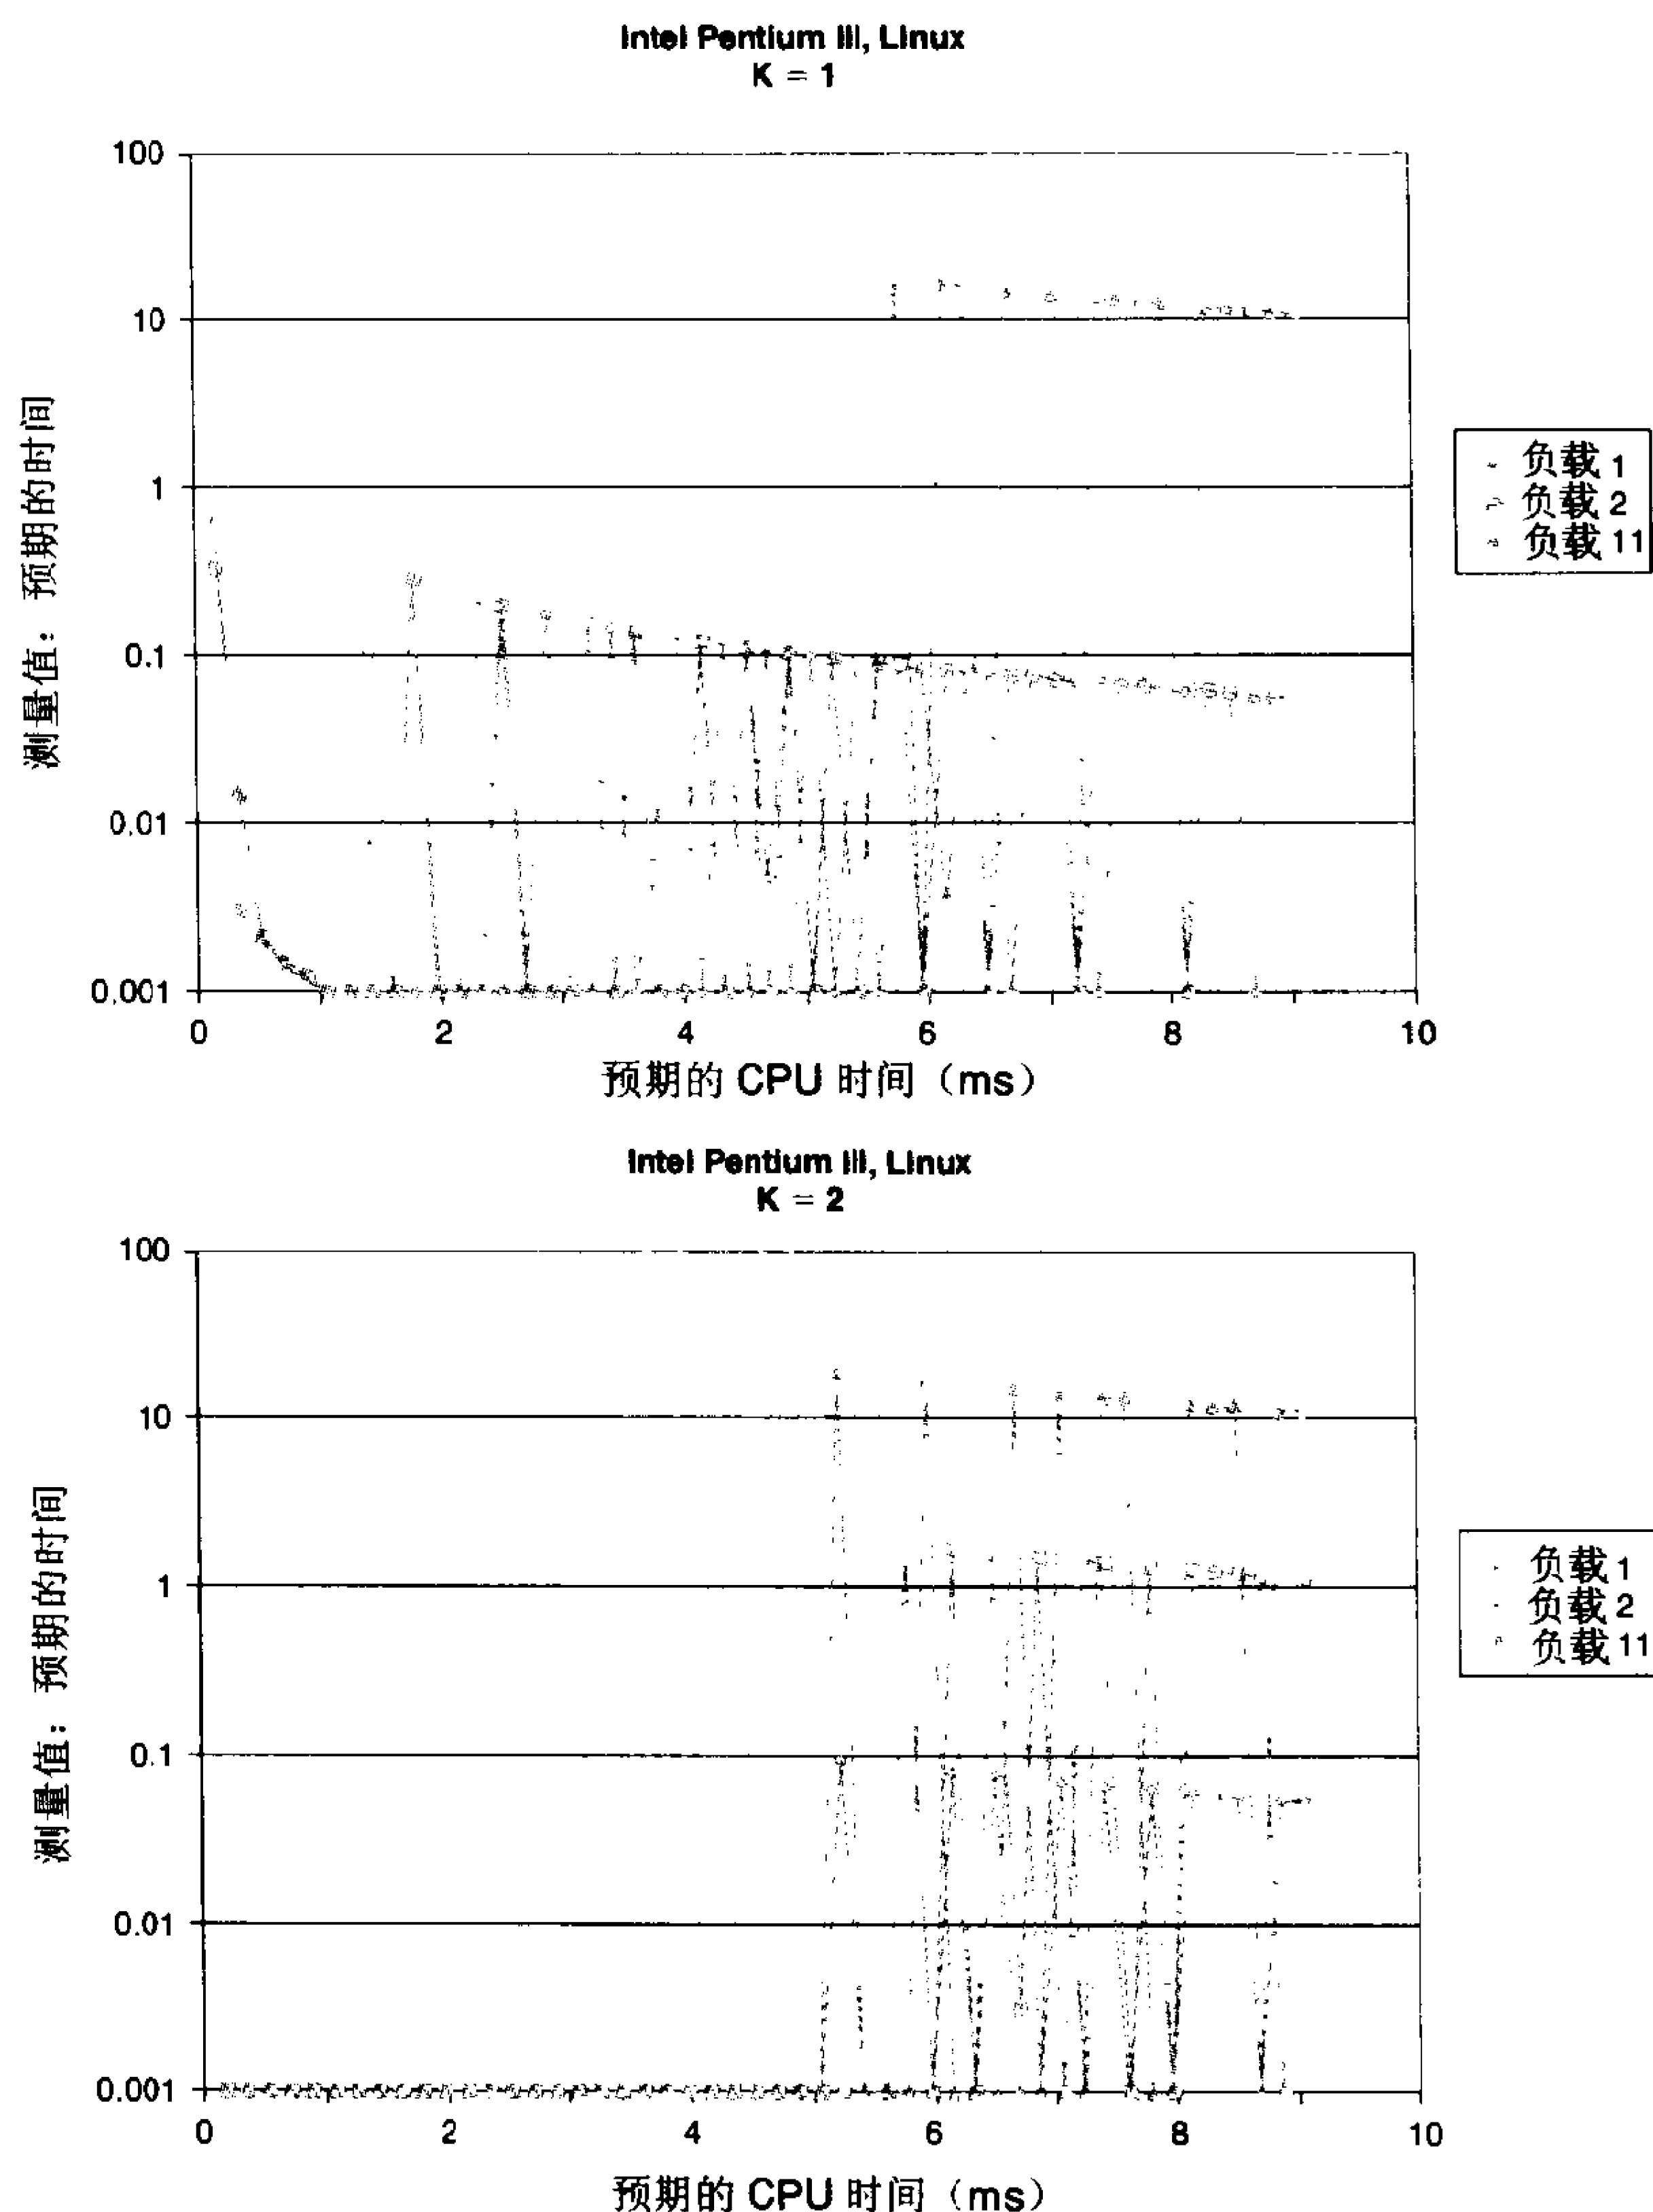 Intel Pentium III, Linux
K = 1
100
10
1
0.1
0.01
0.001
0
2
4
6
8
10
测量值：预期的时间
预期的 CPU 时间（ms）
负载 1
负载 2
负载 11
Intel Pentium III, Linux
K = 2
100
10
1
0.1
0.01
0.001
0
2
4
6
8
10
测量值：预期的时间
预期的 CPU 时间（ms）
负载 1
负载 2
负载 11